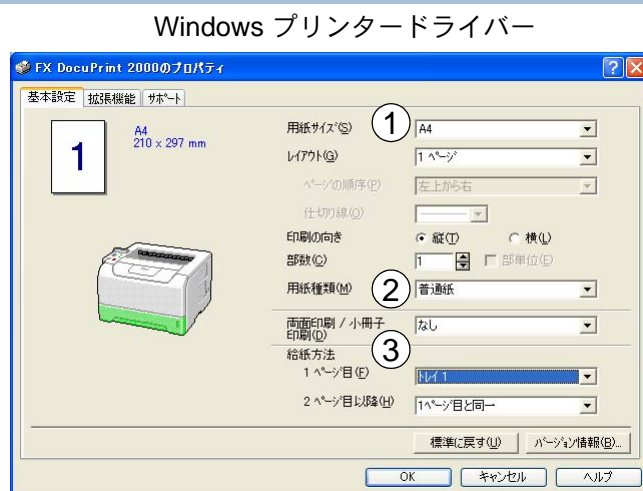 Windows プリンタードライバー
FX DocuPrint 2000のプロパティ
基本設定 拡張機能 サポート
1
A4
210 x 297 mm
用紙サイズ(S) ① A4
レイアウト(G) 1 ページ
ページの順序(P) 左上から右
仕切り線(O)
印刷の向き 縦(T) 横(L)
部数(C) 1 部単位(E)
用紙種類(M) ② 普通紙
両面印刷 / 小冊子 なし
印刷(D)
給紙方法 ③
1 ページ目(F) トレイ 1
2 ページ目以降(H) 1ページ目と同一
標準に戻す(U) バージョン情報(B)...
OK キャンセル ヘルプ